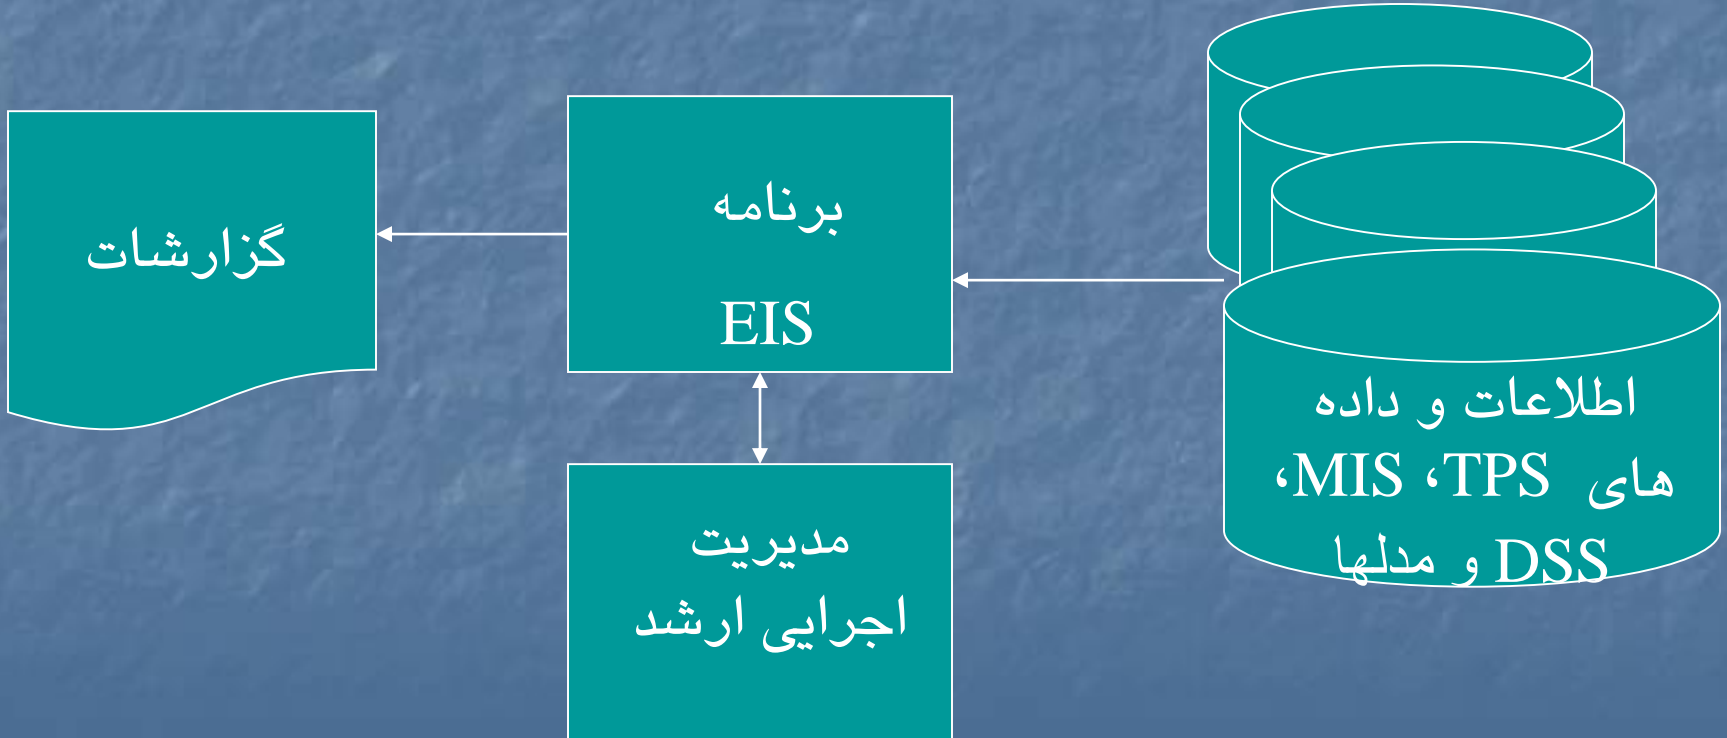 اطلاعات و داده
های TPS، MIS،
DSS و مدلها
برنامه
EIS
گزارشات
مدیریت
اجرایی ارشد